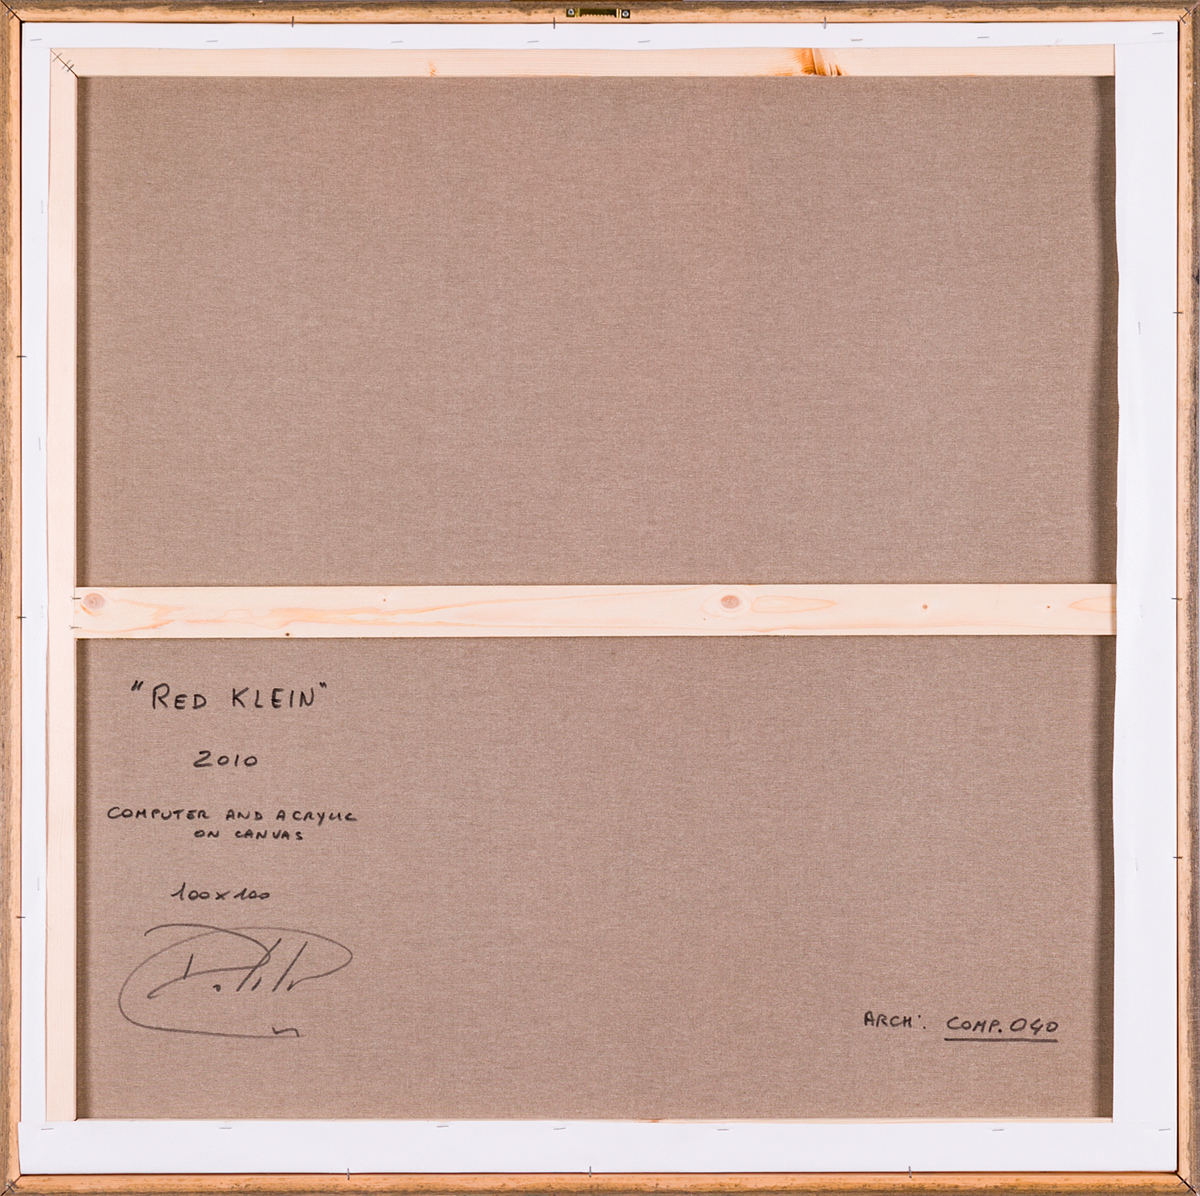 "RED KLEIN"
2010
COMPUTER AND ACRYLIC
ON CANVAS
100x100
ARCH: COMP.040